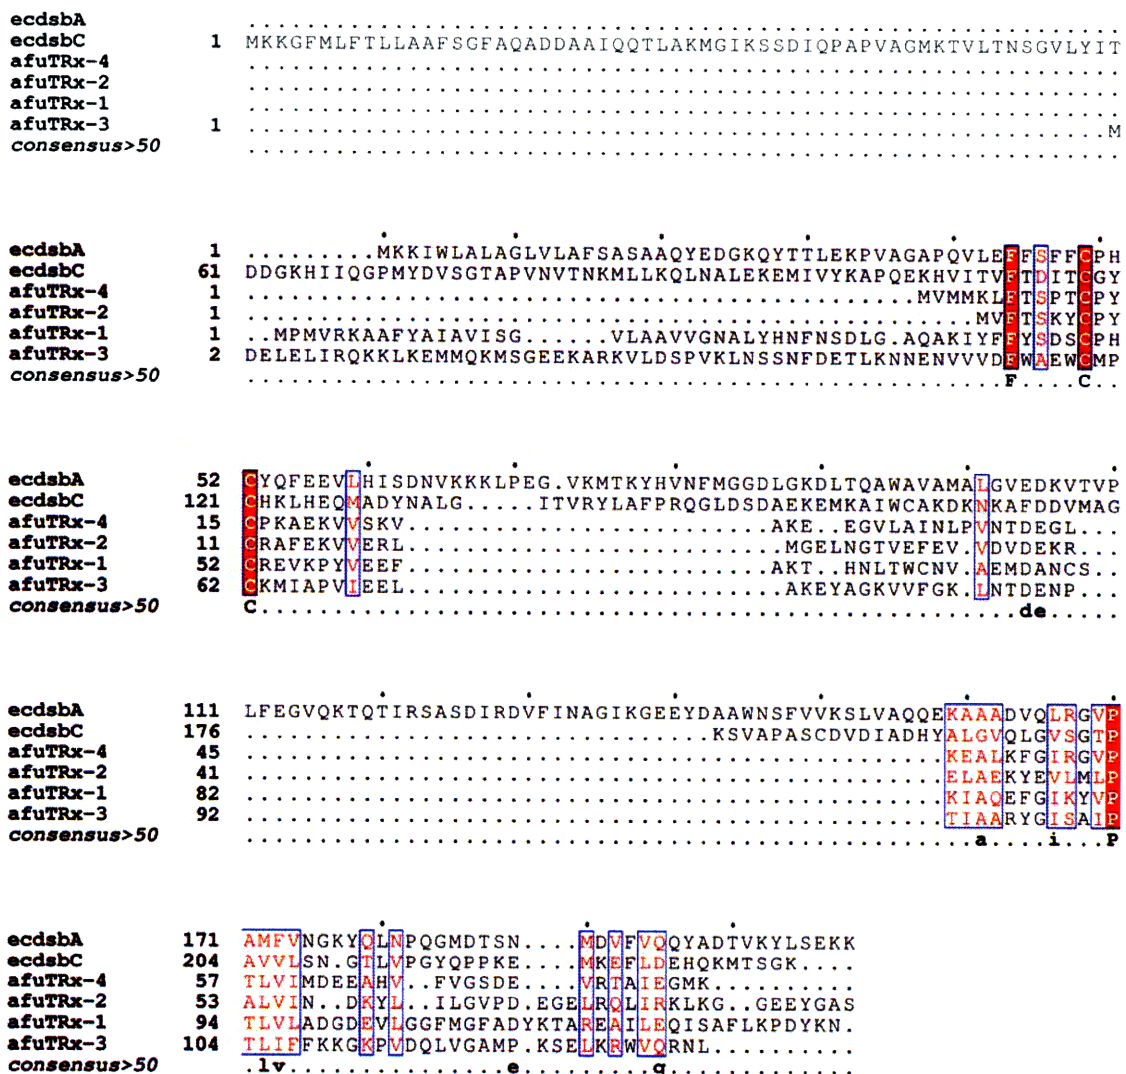 ecdsbA ............................................................
ecdsbC 1 MKKGFMLFTLLAAFSGFAQADDAAIQQTLAKMGIKSSDIQPAPVAGMKTVLTNSGVLYIT
afuTRx-4 ............................................................
afuTRx-2 ............................................................
afuTRx-1 ............................................................
afuTRx-3 1 ...........................................................M
consensus>50 ............................................................
ecdsbA 1 .........MKKIWLALAGLVLAFSASAAQYEDGKQYTTLEKPVAGAPQVLEFFSFFCPH
ecdsbC 61 DDGKHIIQGPMYDVSGTAPVNVTNKMLLKQLNALEKEMIVYKAPQEKHVITVFTDITCGY
afuTRx-4 1 ..............................................MVMMKLFTSPTCPY
afuTRx-2 1 ..................................................MVFTSKYCPY
afuTRx-1 1 ..MPMVRKAAFYAIAVISG......VLAAVVGNALYHNFNSDLG.AQAKIYFFYSDSCPH
afuTRx-3 2 DELELIRQKKLKEMMQKMSGEEKARKVLDSPVKLNSSNFDETLKNNENVVVDFWAEWCMP
consensus>50 ....................................................F....C..
ecdsbA 52 CYQFEEVLHISDNVKKKLPEG.VKMTKYHVNFMGGDLGKDLTQAWAVAMALGVEDKVTVP
ecdsbC 121 CHKLHEQMADYNALG.....ITVRYLAFPRQGLDSDAEKEMKAIWCAKDKNKAFDDVMAG
afuTRx-4 15 CPKAEKVVSKV.........................AKE..EGVLAINLPVNTDEGL...
afuTRx-2 11 CRAFEKVVERL..........................MGELNGTVEFEV.VDVDEKR...
afuTRx-1 52 CREVKPYVEEF.........................AKT..HNLTWCNV.AEMDANCS..
afuTRx-3 62 CKMIAPVIEEL..........................AKEYAGKVVFGK.LNTDENP...
consensus>50 C....................................................de.....
ecdsbA 111 LFEGVQKTQTIRSASDIRDVFINAGIKGEEYDAAWNSFVVKSLVAQQEKAAADVQLRGVP
ecdsbC 176 ................................KSVAPASCDVDIADHYALGVQLGVSGTP
afuTRx-4 45 ................................................KEALKFGIRGVP
afuTRx-2 41 ................................................ELAEKYEVLMLP
afuTRx-1 82 ................................................KIAQEFGIKYVP
afuTRx-3 92 ................................................TIAARYGISAIP
consensus>50 ..................................................a....i...P
ecdsbA 171 AMFVNGKYQLNPQGMDTSN....MDVFVQQYADTVKYLSEKK
ecdsbC 204 AVVLSN.GTLVPGYQPPKE....MKEFLDEHQKMTSGK....
afuTRx-4 57 TLVIMDEEAHV..FVGSDE....VRTAIEGMK..........
afuTRx-2 53 ALVIN..DKYL..ILGVPD.EGELRQLIRKLKG..GEEYGAS
afuTRx-1 94 TLVLADGDEVLGGFMGFADYKTAREAILEQISAFLKPDYKN.
afuTRx-3 104 TLIFFKKGKPVDQLVGAMP.KSELKRWVQRNL..........
consensus>50 .lv...............e.........q.............